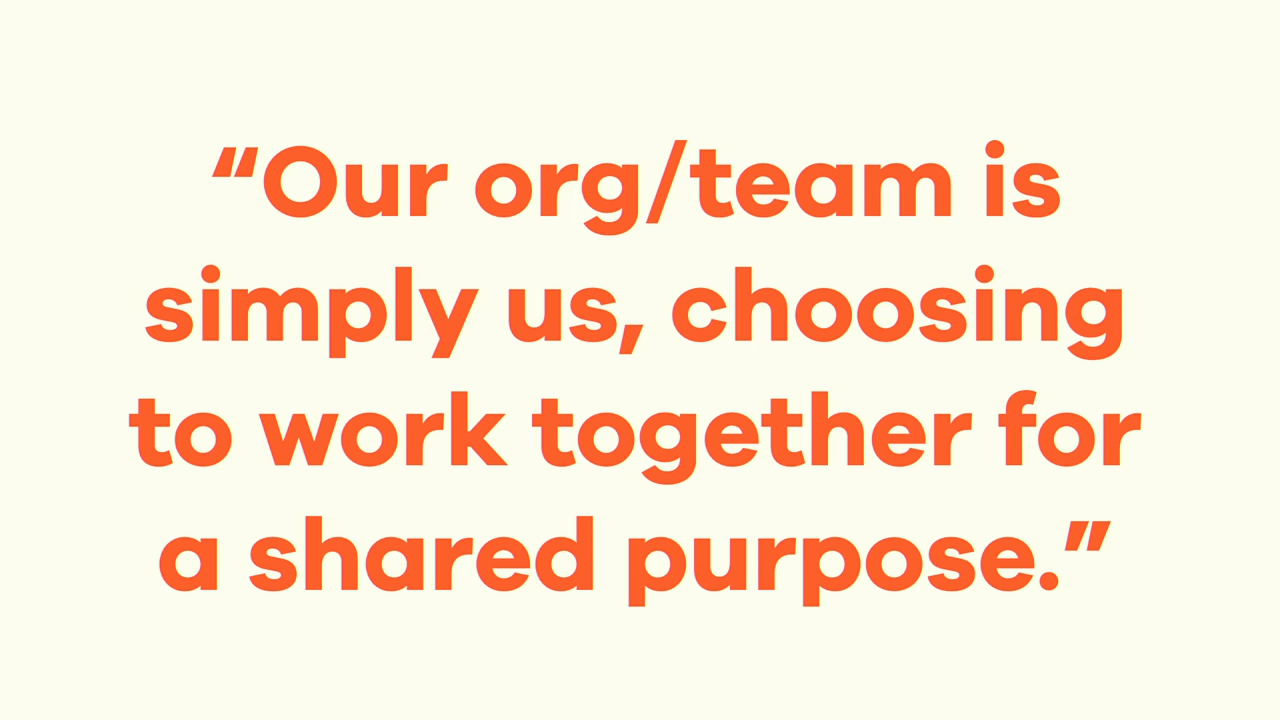 “Our org/team is
simply us, choosing
to work together for
a shared purpose.”